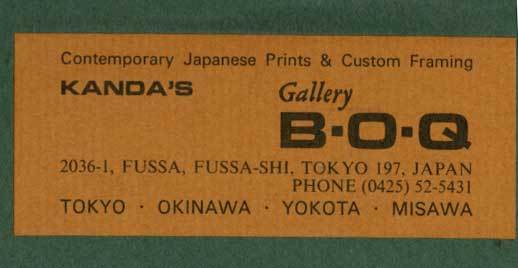 Contemporary Japanese Prints & Custom Framing
KANDA'S Gallery
B·O·Q
2036-1, FUSSA, FUSSA-SHI, TOKYO 197, JAPAN
PHONE (0425) 52-5431
TOKYO · OKINAWA · YOKOTA · MISAWA